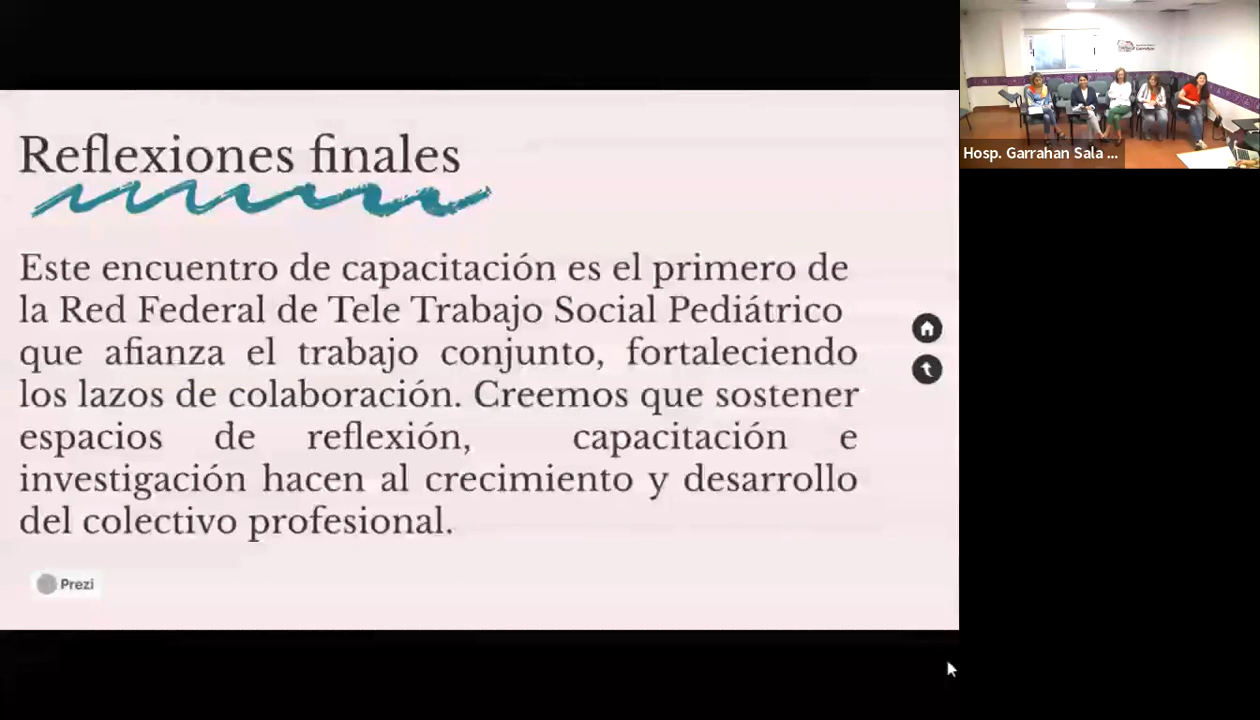 Reflexiones finales
Este encuentro de capacitación es el primero de
la Red Federal de Tele Trabajo Social Pediátrico
que afianza el trabajo conjunto, fortaleciendo
los lazos de colaboración. Creemos que sostener
espacios de reflexión, capacitación e
investigación hacen al crecimiento y desarrollo
del colectivo profesional.
Prezi
Hosp. Garrahan Sala ...